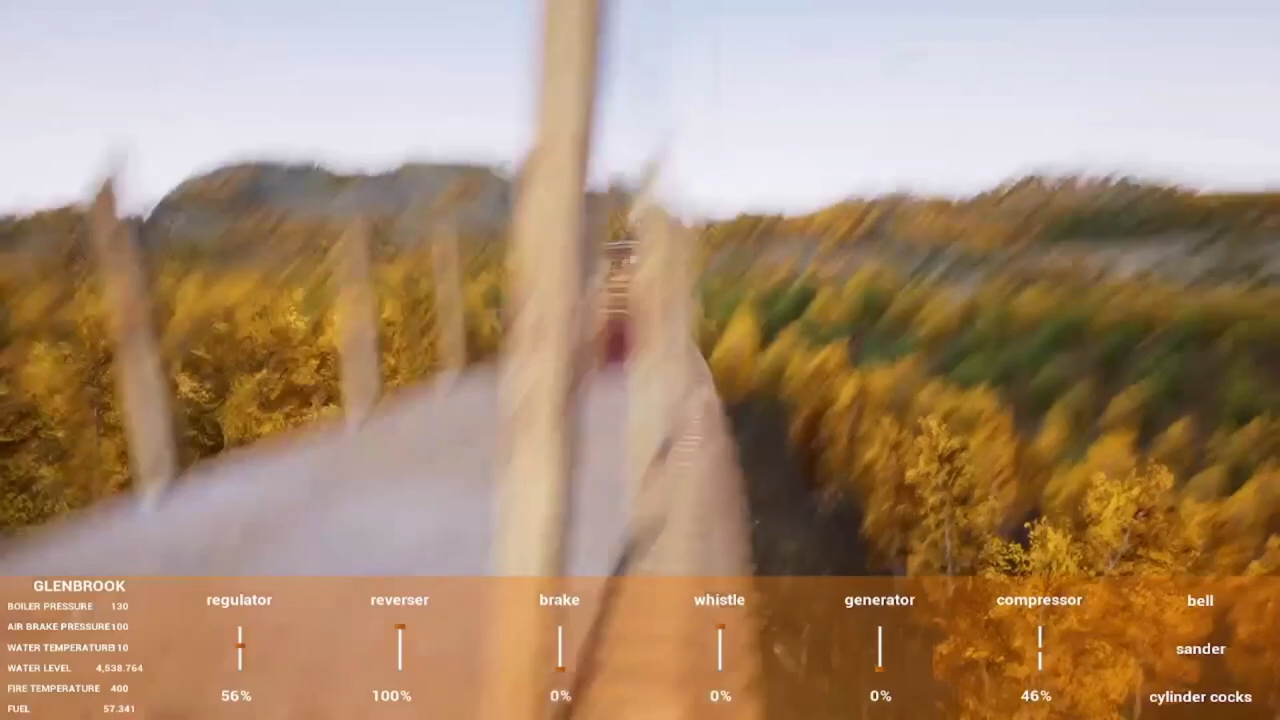 GLENBROOK
BOILER PRESSURE 130
AIR BRAKE PRESSURE 100
WATER TEMPERATURE 110
WATER LEVEL 4,538.764
FIRE TEMPERATURE 400
FUEL 57.341
regulator
56%
reverser
100%
brake
0%
whistle
0%
generator
0%
compressor
46%
bell
sander
cylinder cocks